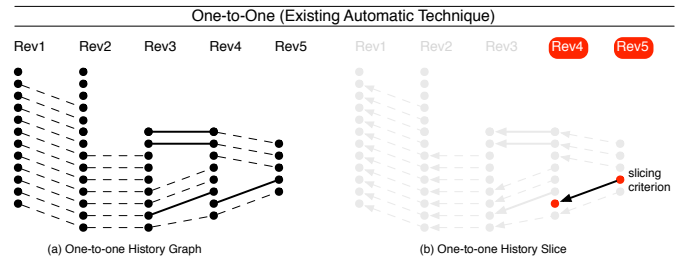 One-to-One (Existing Automatic Technique)
Rev1 Rev2 Rev3 Rev4 Rev5 Rev1 Rev2 Rev3 Rev4 Rev5
slicing
criterion
(a) One-to-one History Graph (b) One-to-one History Slice